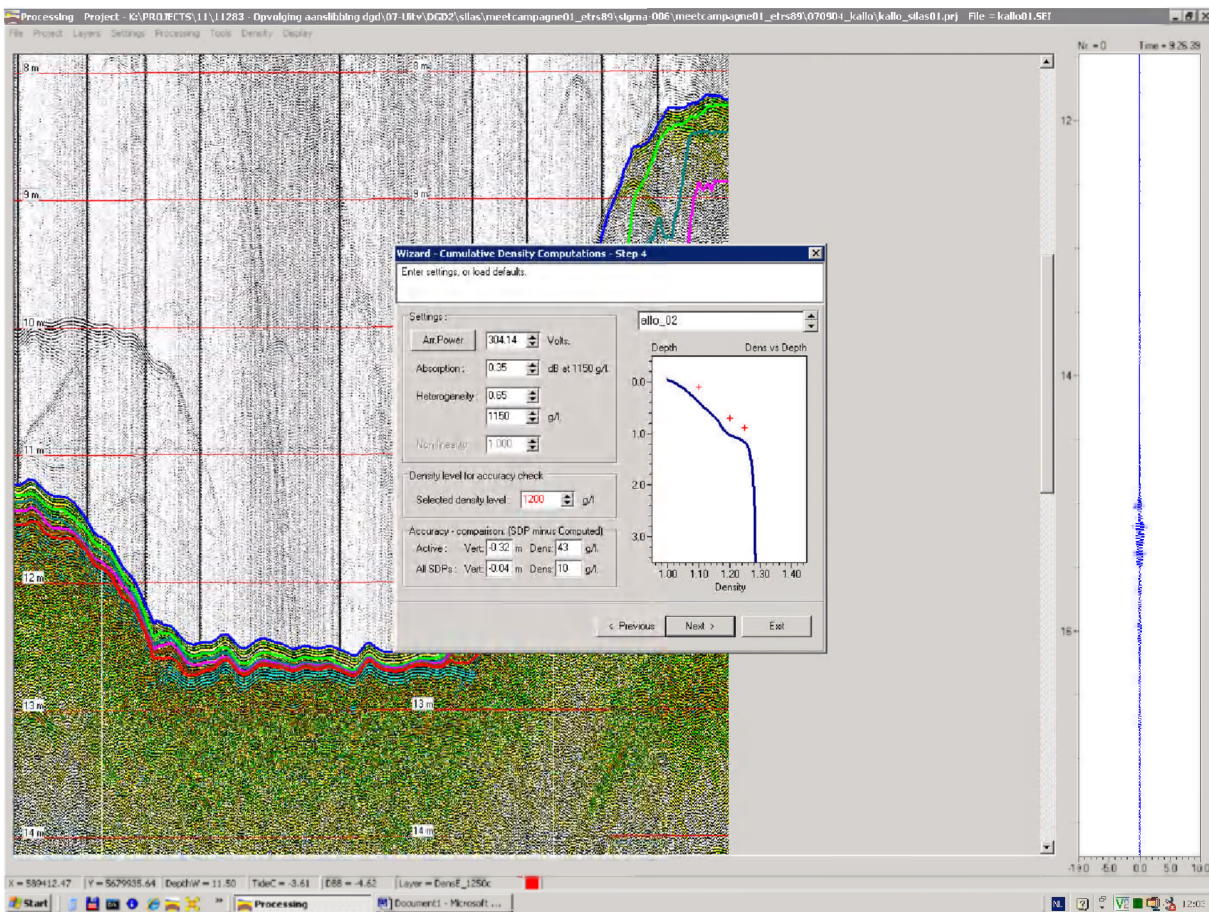 Processing Project - K:\PROJECTS\11\11283 - Opvolging aanslibbing dgd\07-Uitv\DGD2\silas\meetcampagne01_etrs89\sigma-006\meetcampagne01_etrs89\070904_kallo\kallo_silas01.prj File = kallo01.SEI
File Project Layers Settings Processing Tools Density Display
Nr. = 0 Time = 9:26:39
8 m
8 m
9 m
9 m
10 m
11 m
12 m
13 m
13 m
14 m
14 m
12
14
16
-10.0 -5.0 0.0 5.0 10.0
Wizard - Cumulative Density Computations - Step 4
Enter settings, or load defaults.
Settings :
Arr.Power 304.14 Volts.
Absorption : 0.35 dB at 1150 g/l.
Heterogeneity : 0.65
1150 g/l.
Non linearity : 1.000
Density level for accuracy check
Selected density level : 1200 g/l
Accuracy - comparison: (SDP minus Computed)
Active : Vert: -0.32 m Dens: 43 g/l.
All SDPs : Vert: -0.04 m Dens: 10 g/l.
allo_02
Depth Dens vs Depth
0.0
1.0
2.0
3.0
1.00 1.10 1.20 1.30 1.40
Density
< Previous Next > Exit
X = 589412.47 Y = 5679935.64 DepthW = 11.50 TideC = -3.61 DBB = -4.62 Layer = DensE_1250c
Start » Processing Document1 - Microsoft ... NL 12:03